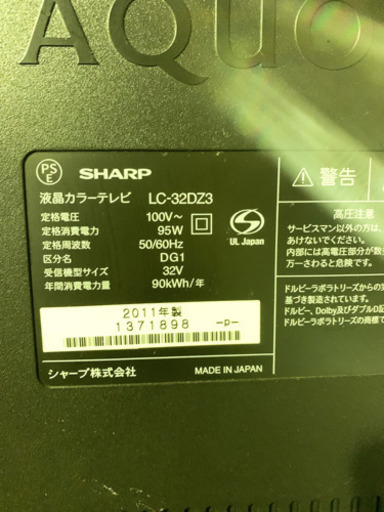 AQUO
PS
E
SHARP
液晶カラーテレビ LC-32DZ3
定格電圧 100V~
定格消費電力 95W
定格周波数 50/60Hz
区分名 DG1
受信機型サイズ 32V
年間消費電力量 90kWh/年
UL Japan
2011年製
1371898 -p-
シャープ株式会社 MADE IN JAPAN
警告
高圧注意
サービスマン以外の方は、
あけないでください。
内部には高電圧部分が数
万一さわると危険です。
ドルビーラボラトリーズからの実
基づき製造されています。
ドルビー、Dolby及びダブルD記
ドルビーラボラトリーズの商標で